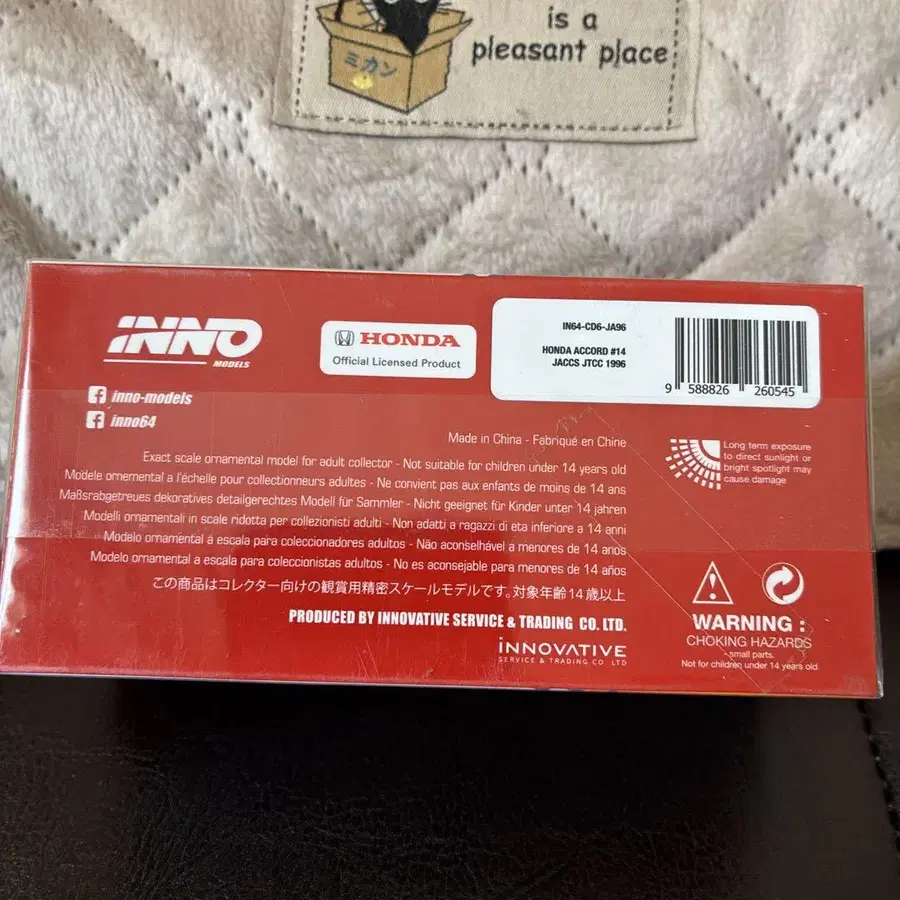 is a
pleasant place
ミカン
INNO
MODELS
HONDA
Official Licensed Product
IN64-CD6-JA96
HONDA ACCORD #14
JACCS JTCC 1996
9 588826 260545
inno-models
inno64
Made in China - Fabriqué en Chine
Exact scale ornamental model for adult collector - Not suitable for children under 14 years old
Modele ornemental a l'échelle pour collectionneurs adultes - Ne convient pas aux enfants de moins de 14 ans
Maßsrabgetreues dekoratives detailgerechtes Modell für Sammler - Nicht geeignet für Kinder unter 14 jahren
Modelli ornamentali in scale ridotta per collezionisti adulti - Non adatti a ragazzi di eta inferiore a 14 anni
Modelo ornamental á escala para coleccionadores adultos - Não aconselhável a menores de 14 anos
Modelo ornamental a escala para coleccionistas adultos - No es aconsejable para menores de 14 años
この商品はコレクター向けの観賞用精密スケールモデルです。対象年齢14歳以上
PRODUCED BY INNOVATIVE SERVICE & TRADING CO. LTD.
iNNOVATIVE
SERVICE & TRADING CO LTD
Long term exposure
to direct sunlight or
bright spotlight may
cause damage
WARNING :
CHOKING HAZARDS
- small parts.
Not for children under 14 years old